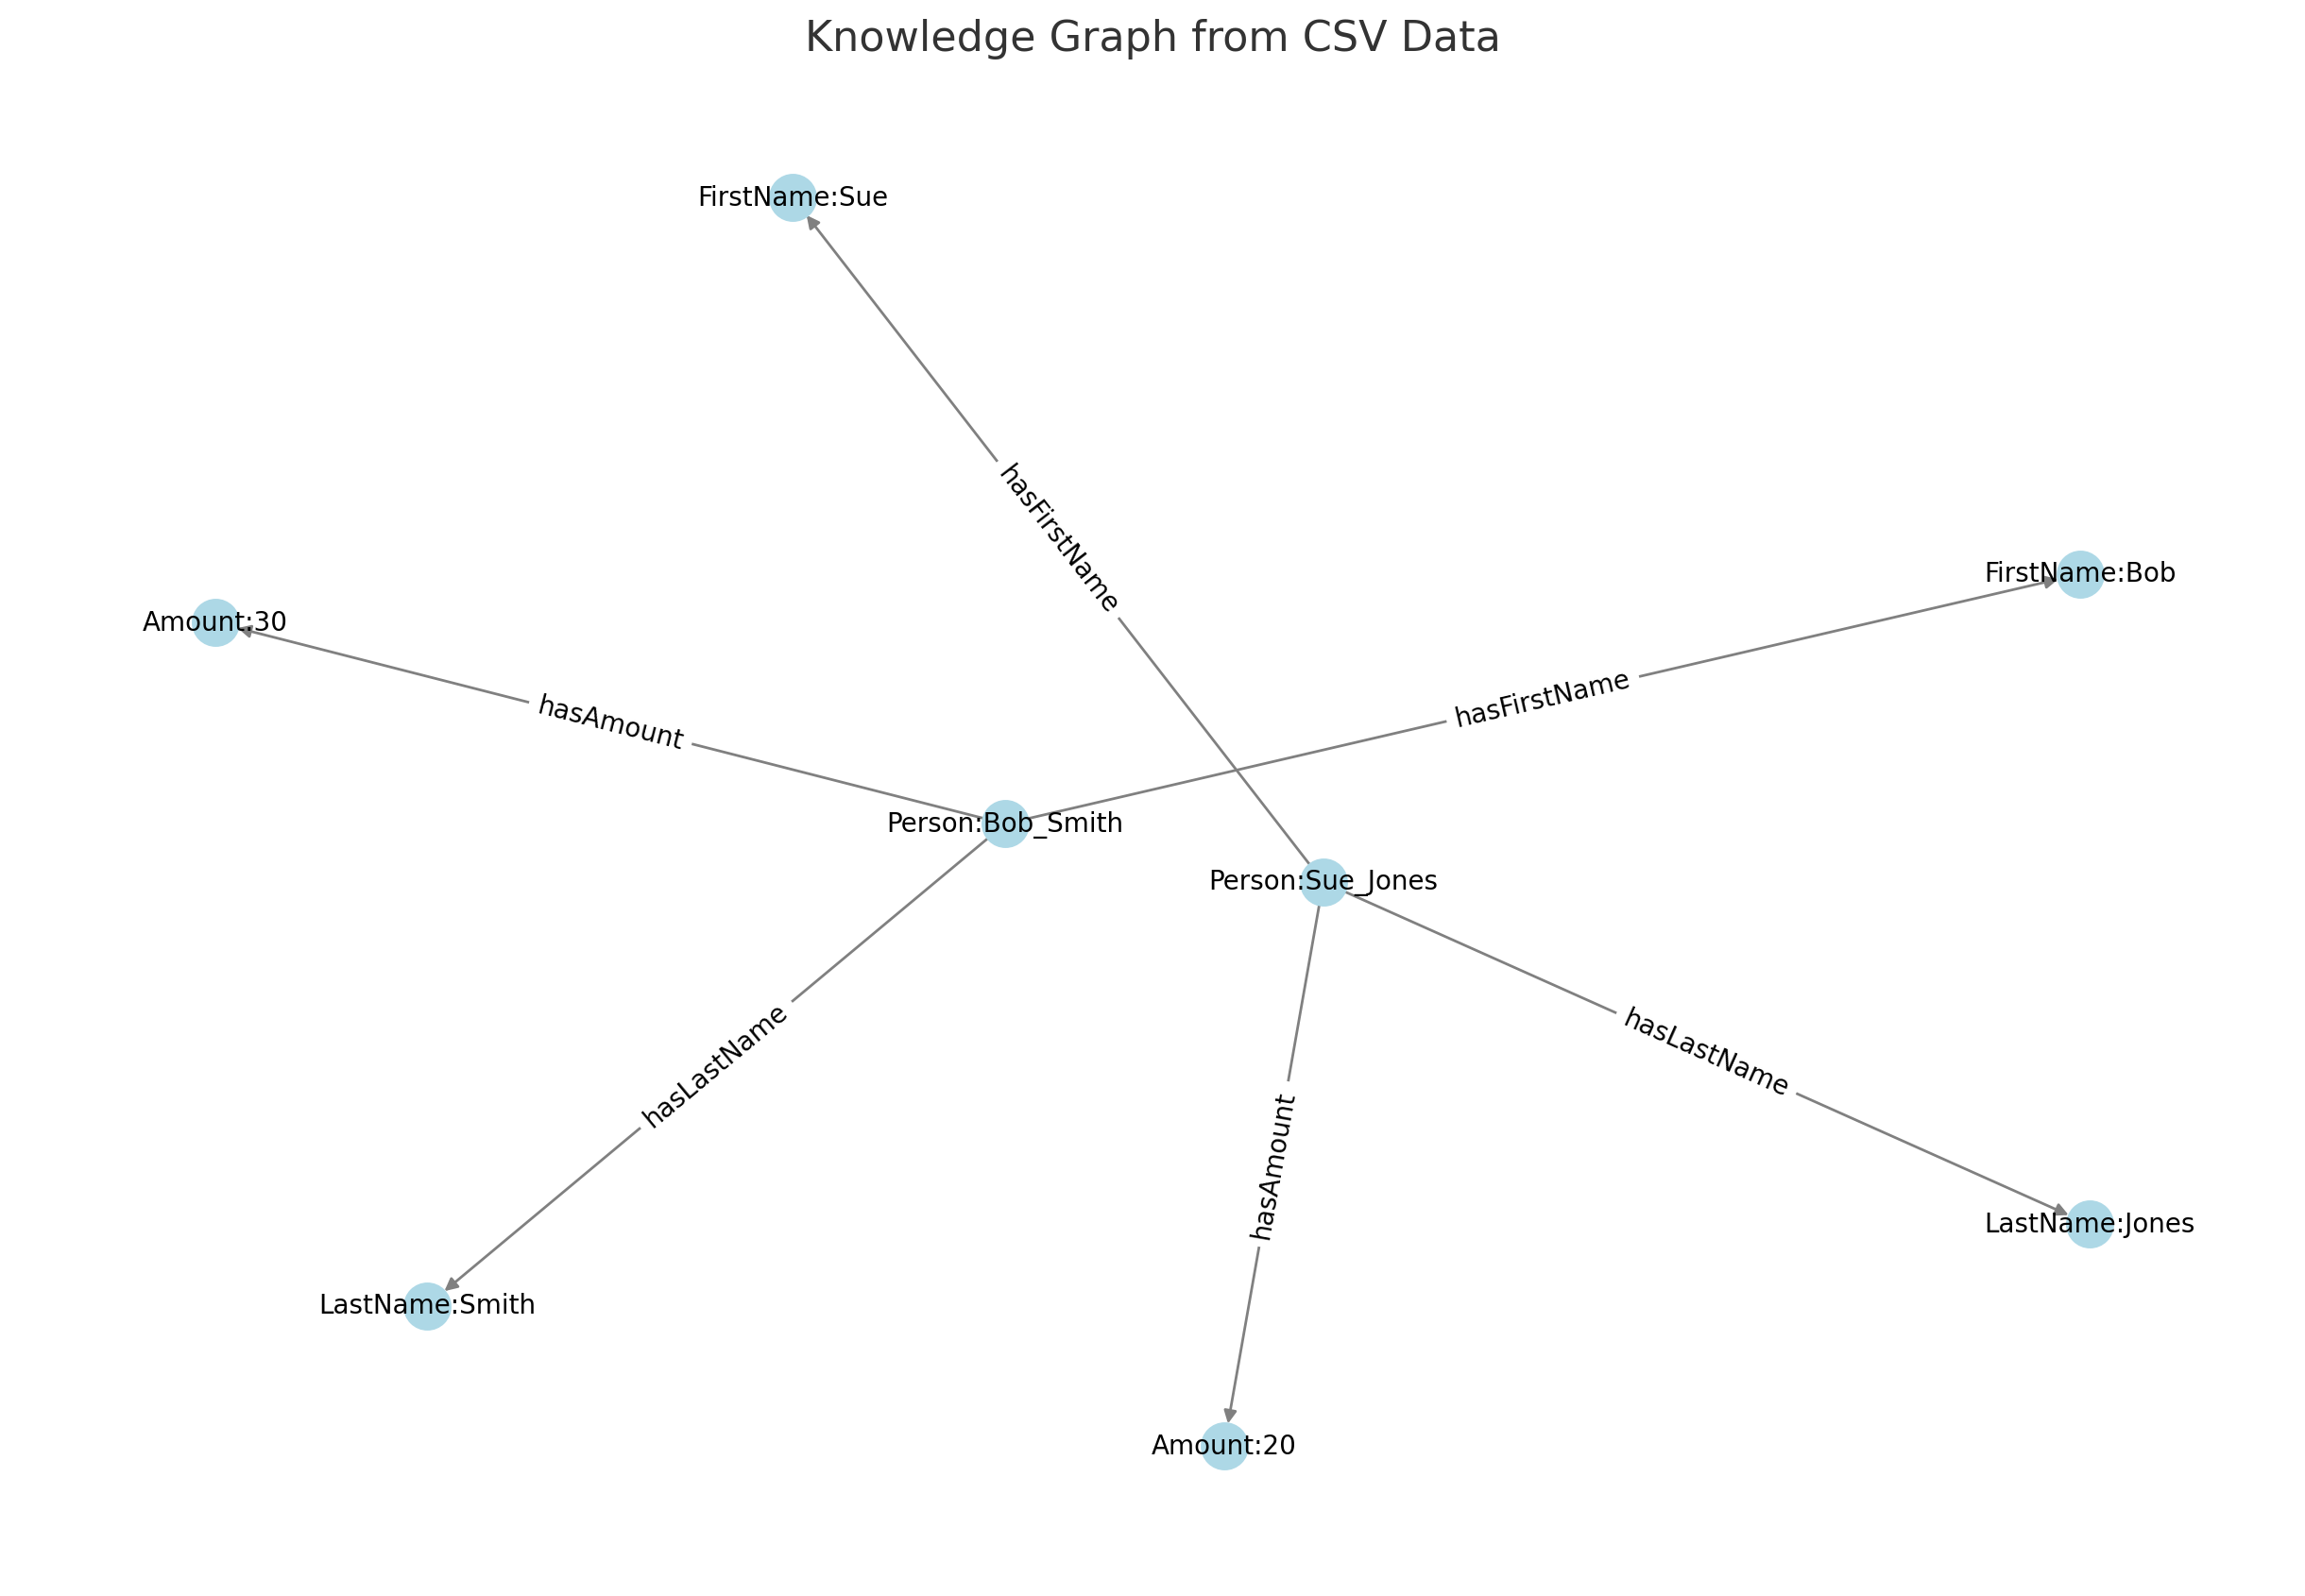 Knowledge Graph from CSV Data
FirstName:Sue
hasFirstName
FirstName:Bob
Amount:30
hasFirstName
hasAmount
Person:Bob_Smith
Person:Sue_Jones
hasLastName
hasLastName
hasAmount
LastName:Jones
LastName:Smith
Amount:20